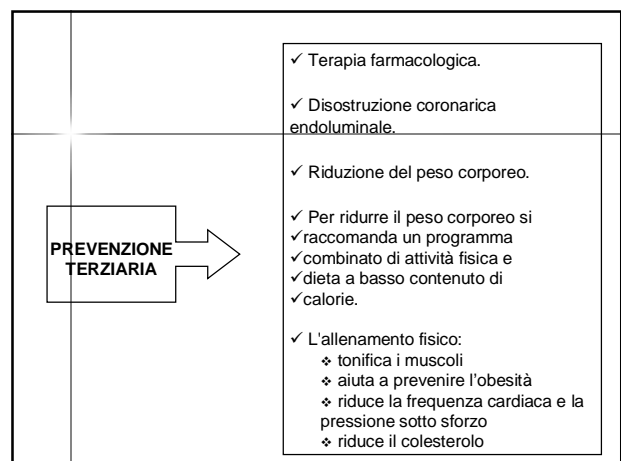 ✓ Terapia farmacologica.
✓ Disostruzione coronarica
endoluminale.
✓ Riduzione del peso corporeo.
✓ Per ridurre il peso corporeo si
✓raccomanda un programma
✓combinato di attività fisica e
✓dieta a basso contenuto di
✓calorie.
PREVENZIONE
TERZIARIA
✓ L'allenamento fisico:
❖ tonifica i muscoli
❖ aiuta a prevenire l’obesità
❖ riduce la frequenza cardiaca e la
pressione sotto sforzo
❖ riduce il colesterolo